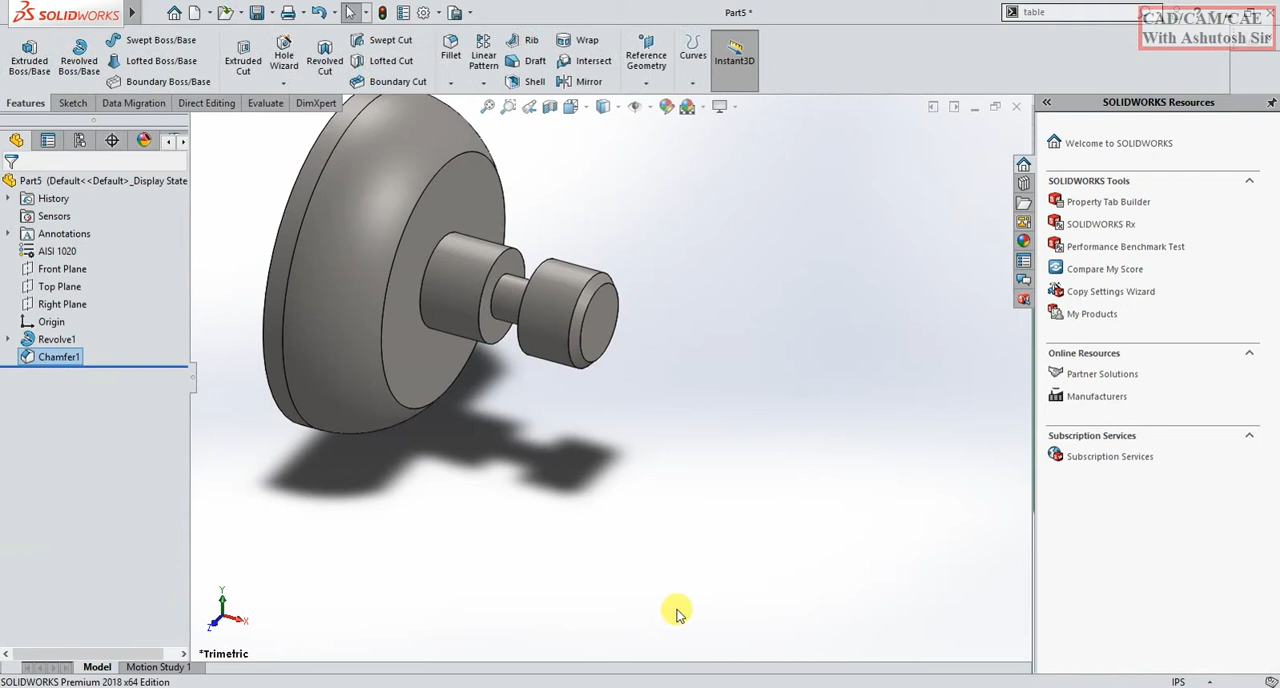 SOLIDWORKS
Part5 *
table
CAD/CAM/CAE
With Ashutosh Sir
Extruded Boss/Base
Revolved Boss/Base
Swept Boss/Base
Lofted Boss/Base
Boundary Boss/Base
Extruded Cut
Hole Wizard
Revolved Cut
Swept Cut
Lofted Cut
Boundary Cut
Fillet
Linear Pattern
Rib
Draft
Shell
Wrap
Intersect
Mirror
Reference Geometry
Curves
Instant3D
Features
Sketch
Data Migration
Direct Editing
Evaluate
DimXpert
Part5 (Default<<Default>_Display State
History
Sensors
Annotations
AISI 1020
Front Plane
Top Plane
Right Plane
Origin
Revolve1
Chamfer1
Y
X
Z
*Trimetric
SOLIDWORKS Resources
Welcome to SOLIDWORKS
SOLIDWORKS Tools
Property Tab Builder
SOLIDWORKS Rx
Performance Benchmark Test
Compare My Score
Copy Settings Wizard
My Products
Online Resources
Partner Solutions
Manufacturers
Subscription Services
Subscription Services
Model
Motion Study 1
SOLIDWORKS Premium 2018 x64 Edition
IPS